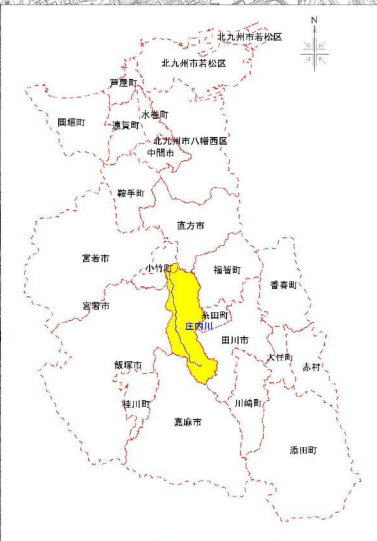 北九州市若松区
N
北九州市若松区
芦屋町
水巻町
岡垣町
遠賀町
北九州市八幡西区
中間市
鞍手町
直方市
宮若市
小竹町
福智町
香春町
宮若市
糸田町
庄内川
田川市
大任町
赤村
飯塚市
桂川町
川崎町
嘉麻市
添田町